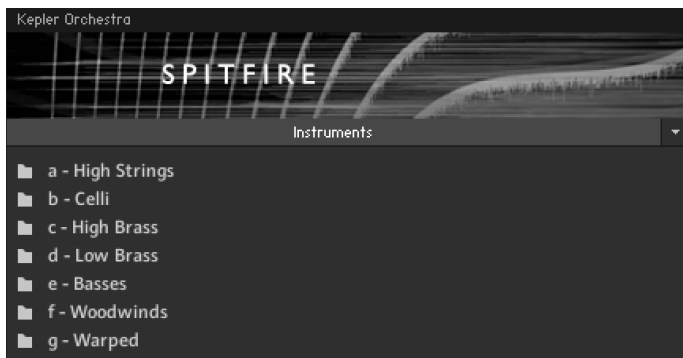 Kepler Orchestra
SPITFIRE
Instruments
a - High Strings
b - Celli
c - High Brass
d - Low Brass
e - Basses
f - Woodwinds
g - Warped